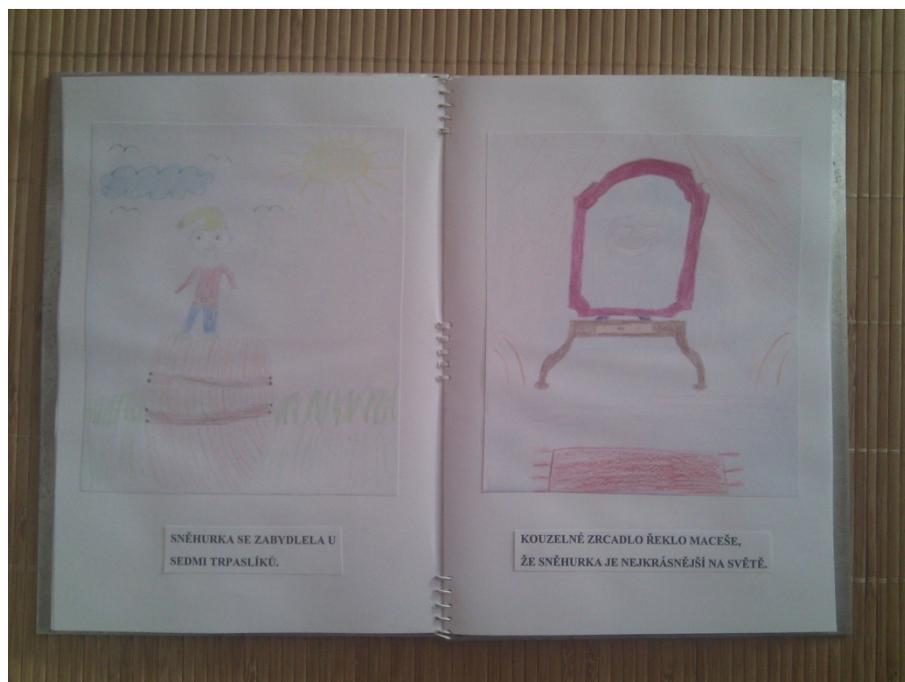 SNĚHURKA SE ZABYDLELA U
SEDMI TRPASLÍKŮ.
KOUZELNÉ ZRCADLO ŘEKLO MACEŠE,
ŽE SNĚHURKA JE NEJKRÁSNĚJŠÍ NA SVĚTĚ.